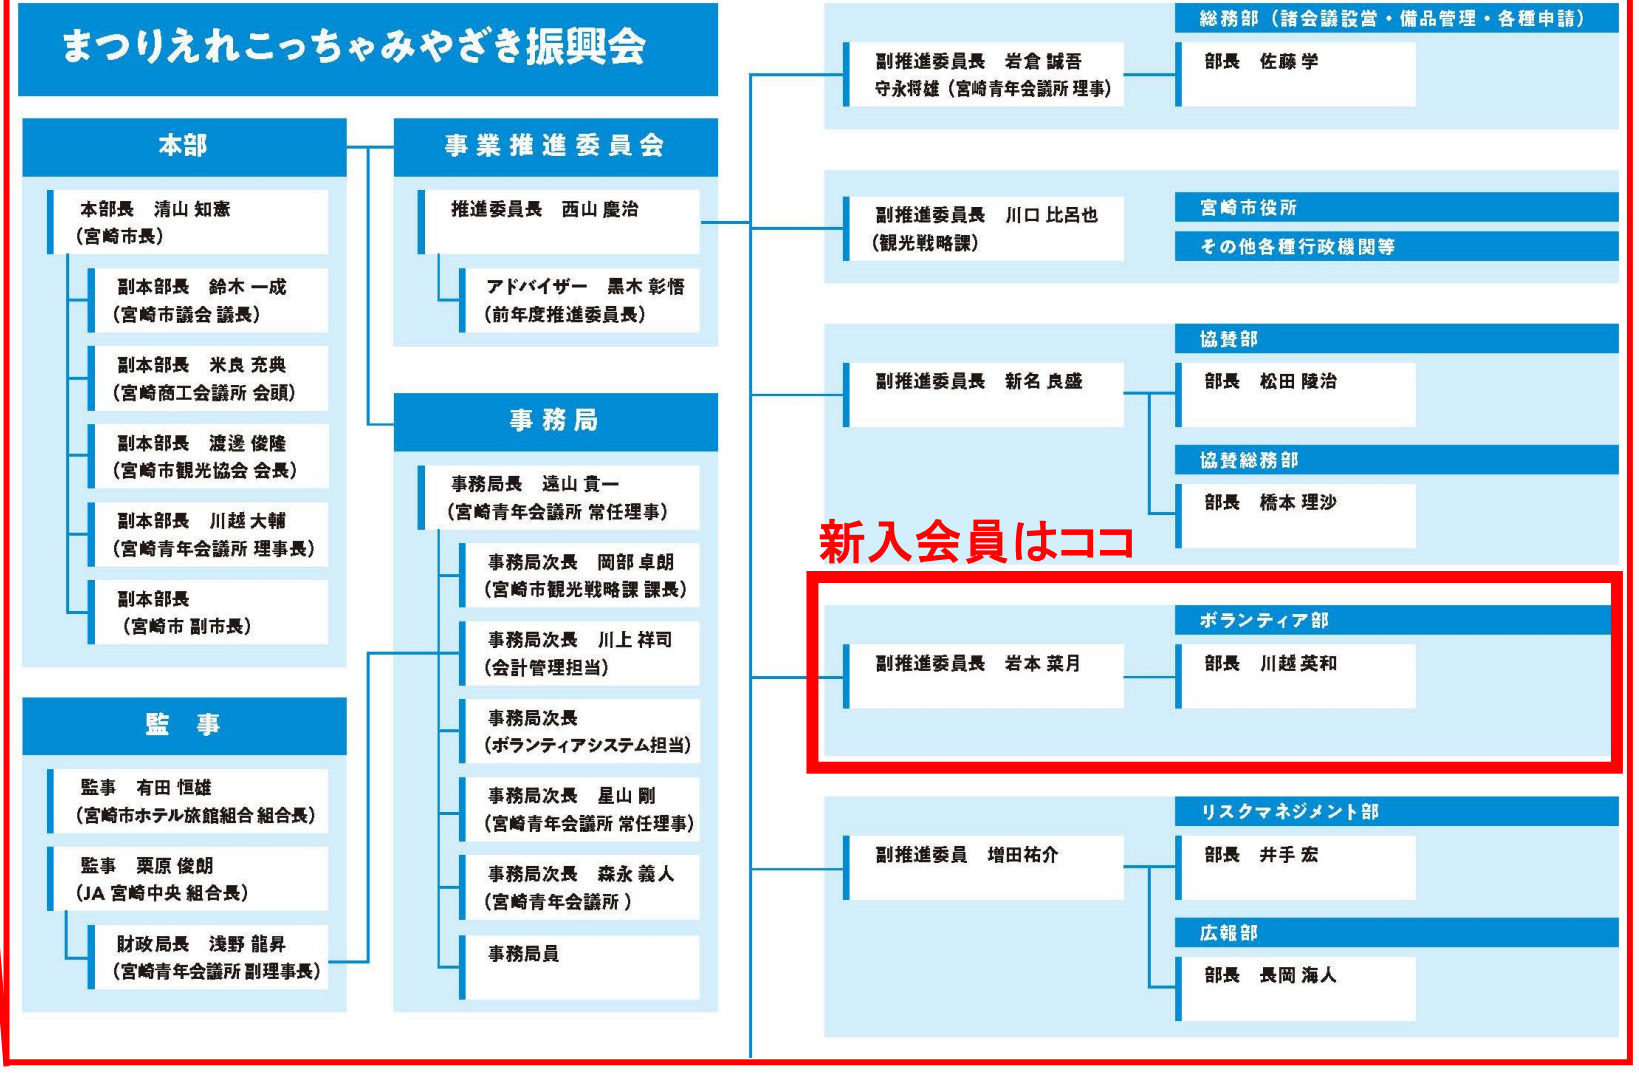 まつりえれこっちゃみやざき振興会
本部
本部長 清山 知憲
(宮崎市長)
副本部長 鈴木 一成
(宮崎市議会 議長)
副本部長 米良 充典
(宮崎商工会議所 会頭)
副本部長 渡邊 俊隆
(宮崎市観光協会 会長)
副本部長 川越 大輔
(宮崎青年会議所 理事長)
副本部長
(宮崎市 副市長)
監 事
監事 有田 恒雄
(宮崎市ホテル旅館組合 組合長)
監事 栗原 俊朗
(JA 宮崎中央 組合長)
財政局長 浅野 龍昇
(宮崎青年会議所 副理事長)
事業推進委員会
推進委員長 西山 慶治
アドバイザー 黒木 彰悟
(前年度推進委員長)
事務局
事務局長 遠山 貴一
(宮崎青年会議所 常任理事)
事務局次長 岡部 卓朗
(宮崎市観光戦略課 課長)
事務局次長 川上 祥司
(会計管理担当)
事務局次長
(ボランティアシステム担当)
事務局次長 星山 剛
(宮崎青年会議所 常任理事)
事務局次長 森永 義人
(宮崎青年会議所 )
事務局員
総務部(諸会議設営・備品管理・各種申請)
副推進委員長 岩倉 誠吾
守永将雄(宮崎青年会議所 理事)
部長 佐藤 学
副推進委員長 川口 比呂也
(観光戦略課)
宮崎市役所
その他各種行政機関等
協賛部
副推進委員長 新名 良盛
部長 松田 陵治
協賛総務部
部長 橋本 理沙
新入会員はココ
ボランティア部
副推進委員長 岩本 菜月
部長 川越 英和
リスクマネジメント部
副推進委員 増田祐介
部長 井手 宏
広報部
部長 長岡 海人